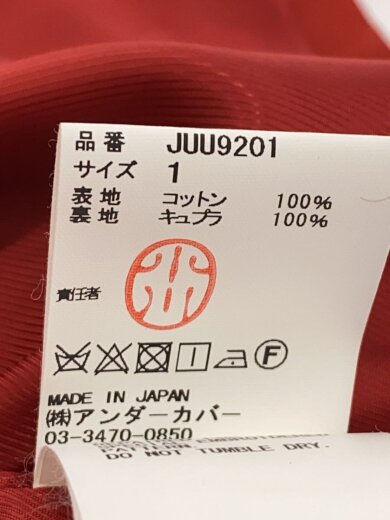 品番 JUU9201
サイズ 1
表地 コットン 100%
裏地 キュプラ 100%
責任者
F
MADE IN JAPAN
(株)アンダーカバー
03-3470-0850
DO NOT TUMBLE DRY.